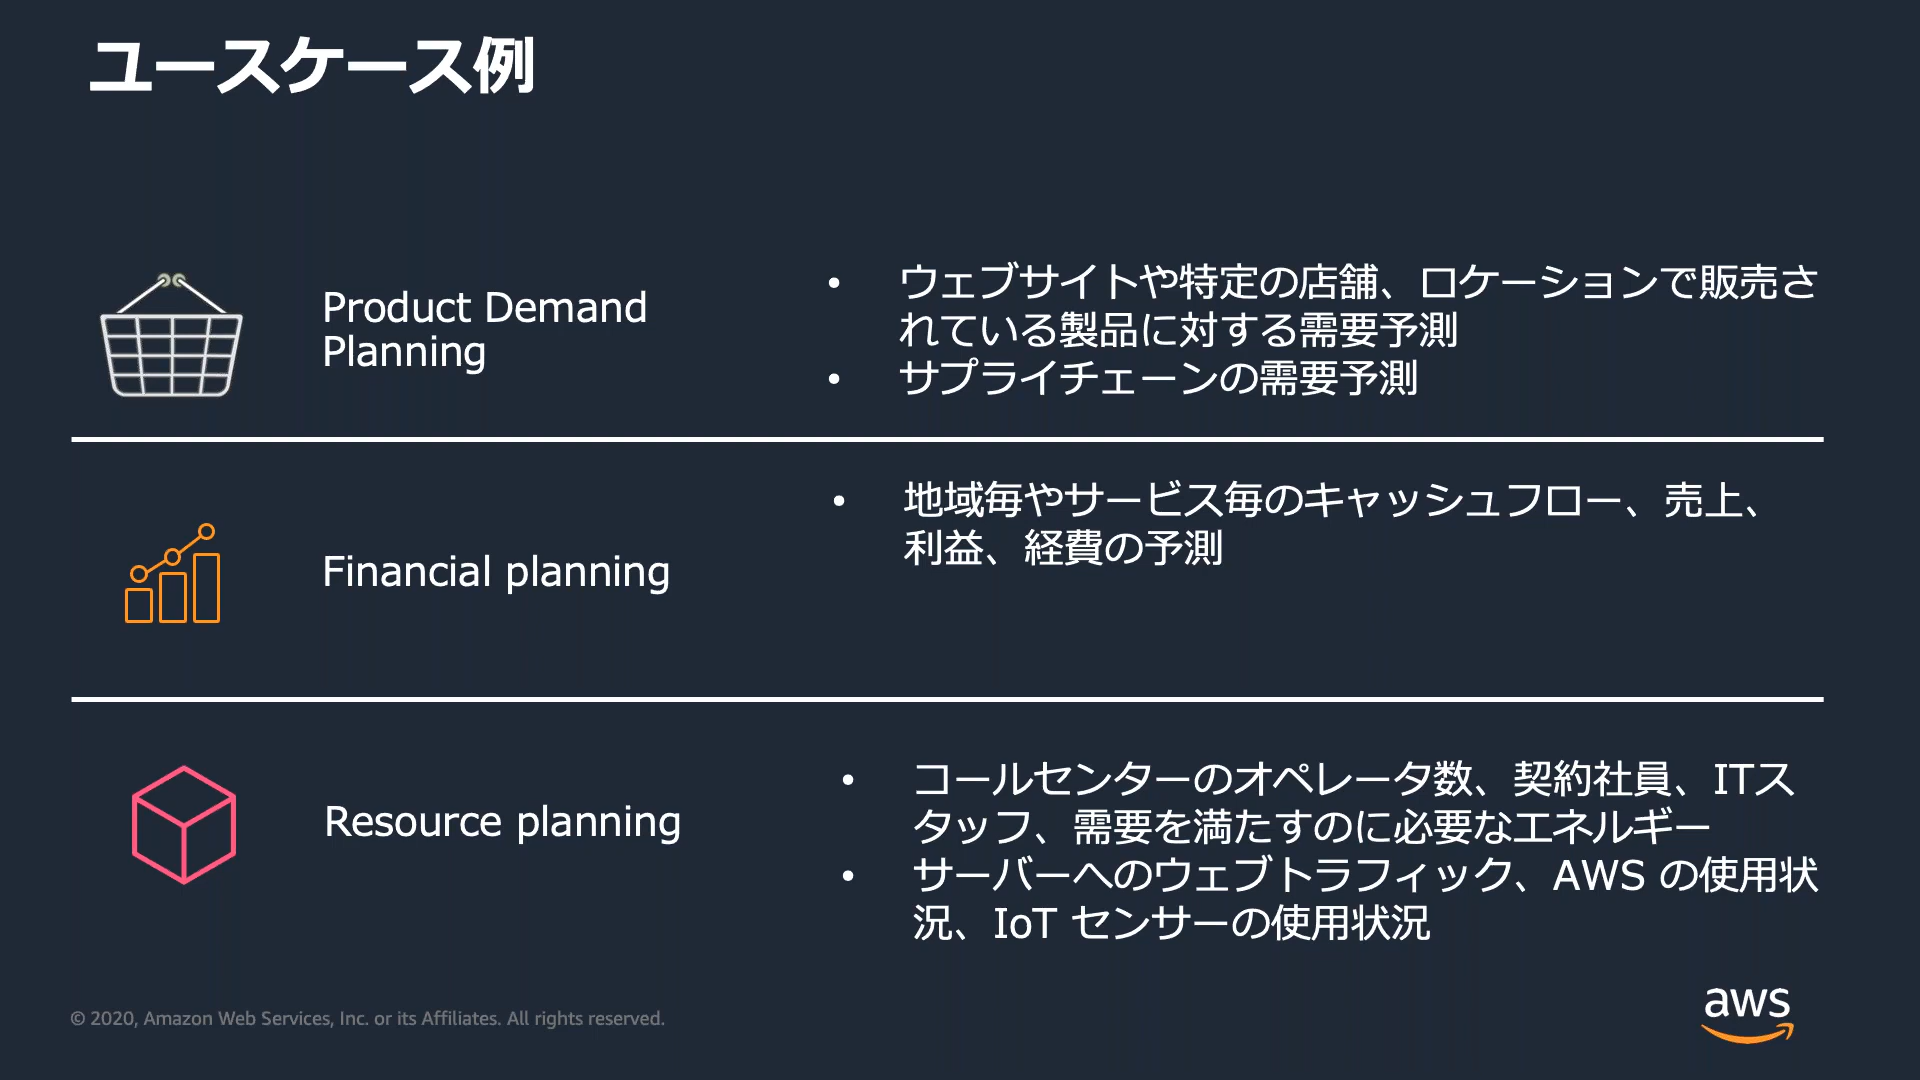 ユースケース例
Product Demand
Planning
• ウェブサイトや特定の店舗、ロケーションで販売さ
れている製品に対する需要予測
• サプライチェーンの需要予測
Financial planning
• 地域毎やサービス毎のキャッシュフロー、売上、
利益、経費の予測
Resource planning
• コールセンターのオペレータ数、契約社員、ITス
タッフ、需要を満たすのに必要なエネルギー
• サーバーへのウェブトラフィック、AWS の使用状
況、IoT センサーの使用状況
© 2020, Amazon Web Services, Inc. or its Affiliates. All rights reserved.
aws